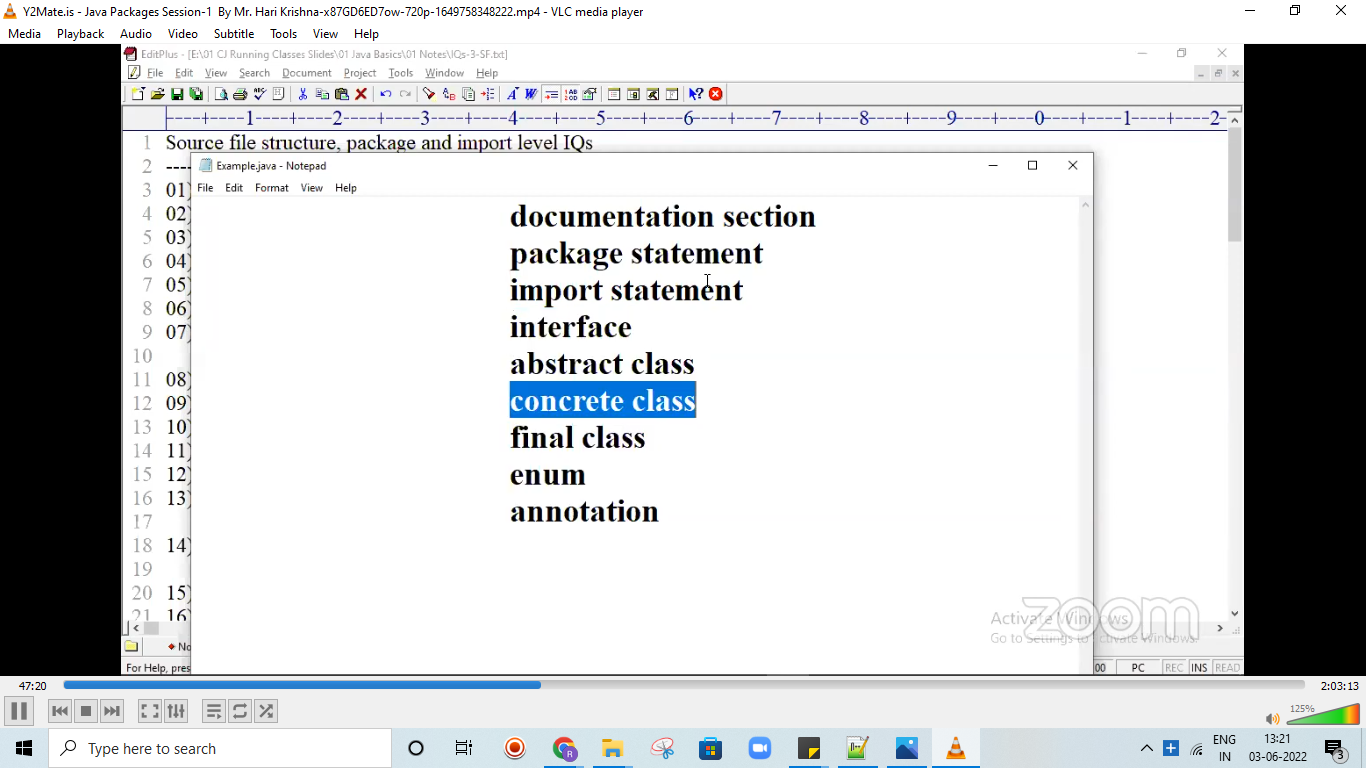 Y2Mate.is - Java Packages Session-1 By Mr. Hari Krishna-x87GD6ED7ow-720p-1649758348222.mp4 - VLC media player
Media Playback Audio Video Subtitle Tools View Help
EditPlus - [E:\01 CJ Running Classes Slides\01 Java Basics\01 Notes\IQs-3-SF.txt]
File Edit View Search Document Project Tools Window Help
----+----1----+----2----+----3----+----4----+----5----+----6----+----7----+----8----+----9----+----0----+----1----+----2-
1 Source file structure, package and import level IQs
2 ----
Example.java - Notepad
3 01)
File Edit Format View Help
4 02)
documentation section
5 03)
package statement
6 04)
7 05)
import statement
8 06)
interface
9 07)
10
abstract class
11 08)
12 09)
concrete class
13 10)
final class
14 11)
15 12)
enum
16 13)
annotation
17
18 14)
19
20 15)
21 16)
zoom
Activate Windows
Go to Settings to activate Windows.
No
For Help, pres
00 PC REC INS READ
47:20
2:03:13
125%
Type here to search
ENG
IN
13:21
03-06-2022
3